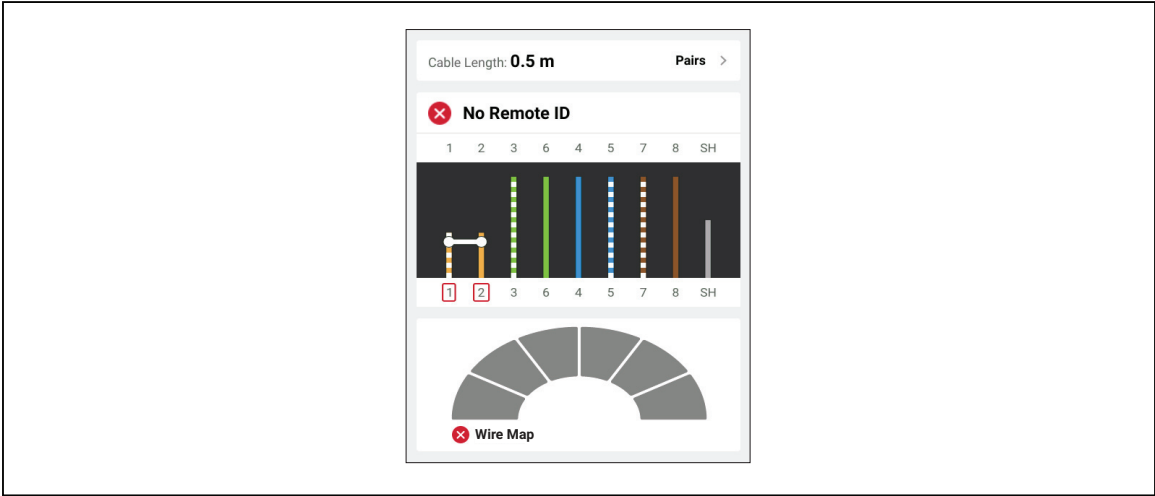 Cable Length: 0.5 m Pairs >
No Remote ID
1 2 3 6 4 5 7 8 SH
1 2 3 6 4 5 7 8 SH
Wire Map